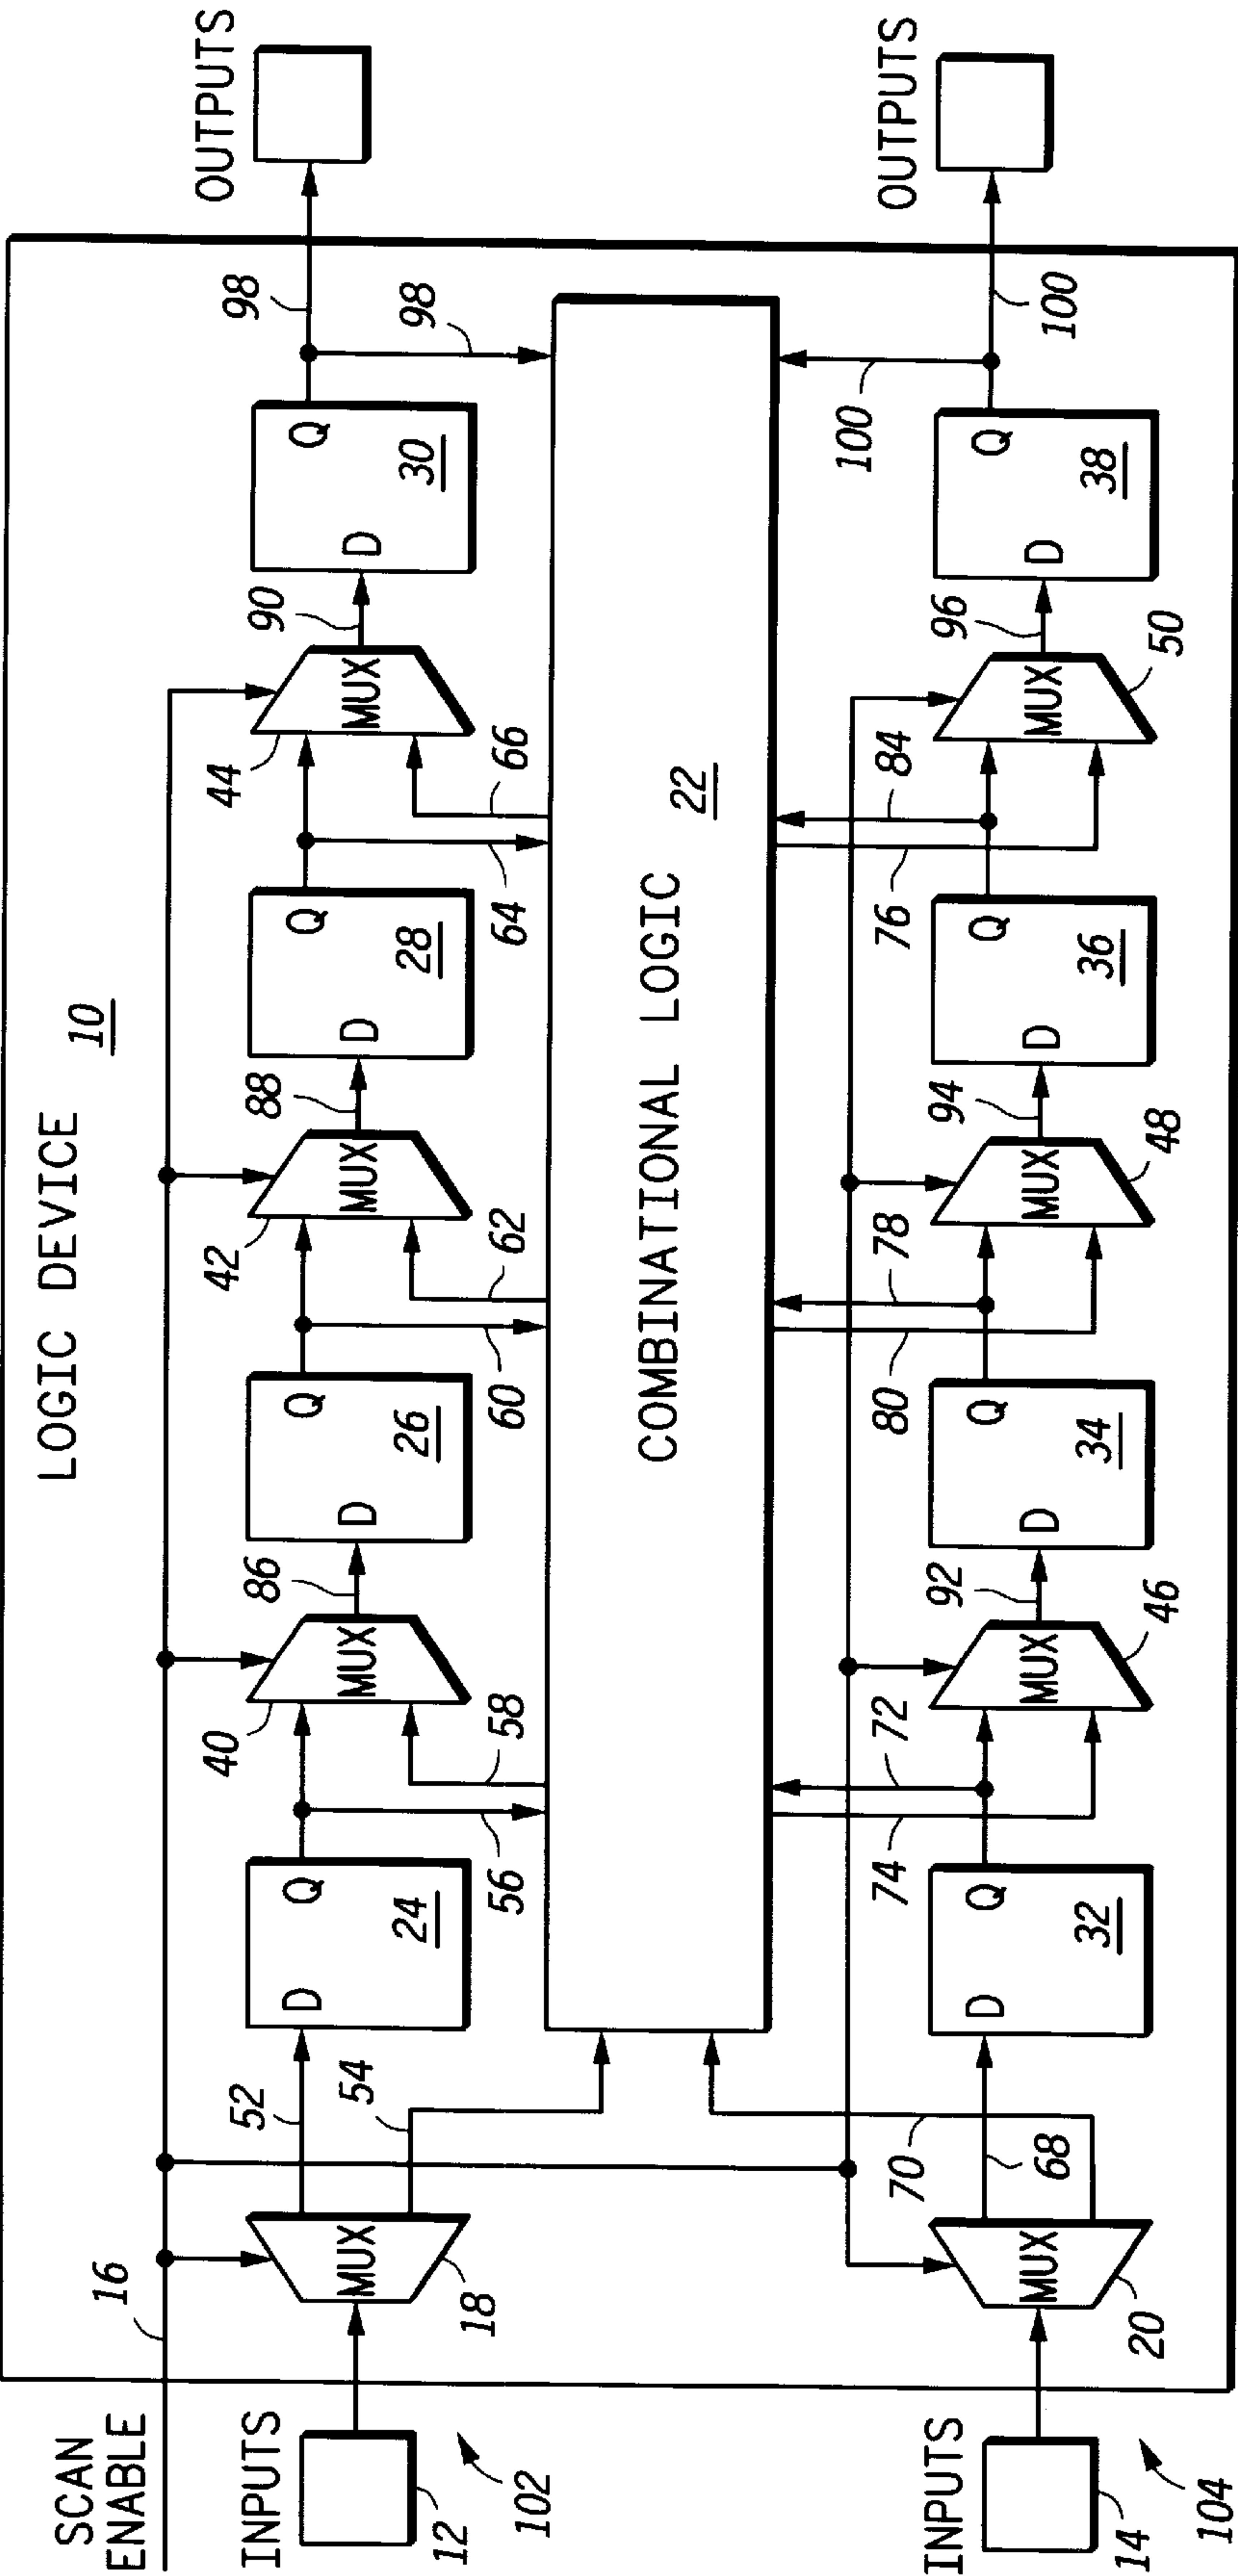 LOGIC DEVICE
10
SCAN
ENABLE
16
INPUTS
12
102
MUX
18
52
54
D
Q
24
56
58
40
MUX
86
D
Q
26
60
62
42
MUX
88
D
Q
28
64
66
44
MUX
90
D
Q
30
98
98
OUTPUTS
COMBINATIONAL LOGIC
22
INPUTS
14
104
MUX
20
70
68
D
Q
32
74
72
MUX
46
92
D
Q
34
80
78
MUX
48
94
D
Q
36
76
84
MUX
50
96
D
Q
38
100
100
OUTPUTS